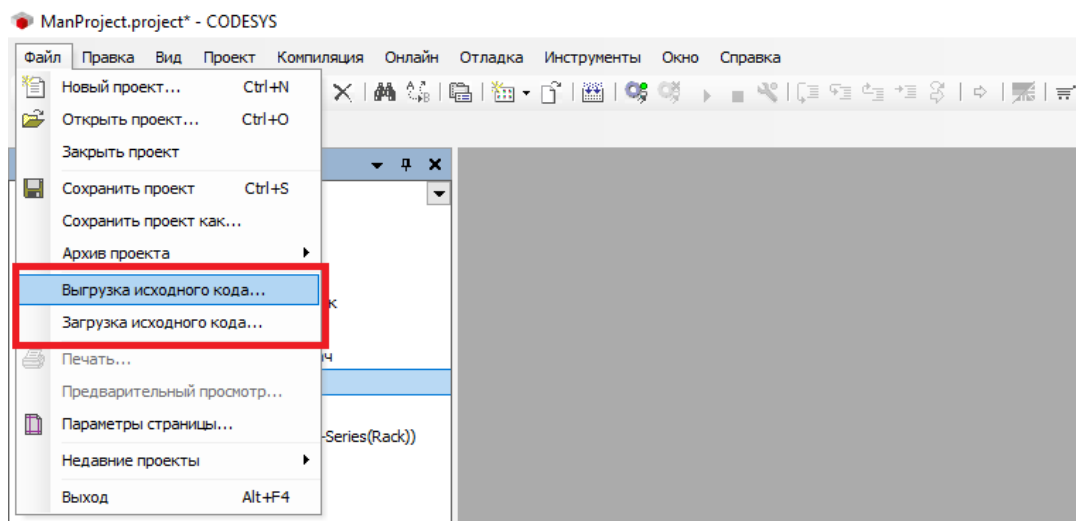 ManProject.project* - CODESYS
Файл Правка Вид Проект Компиляция Онлайн Отладка Инструменты Окно Справка
Новый проект... Ctrl+N
Открыть проект... Ctrl+O
Закрыть проект
Сохранить проект Ctrl+S
Сохранить проект как...
Архив проекта
Выгрузка исходного кода...
к
Загрузка исходного кода...
Печать...
ач
Предварительный просмотр...
Параметры страницы...
-Series(Rack))
Недавние проекты
Выход Alt+F4